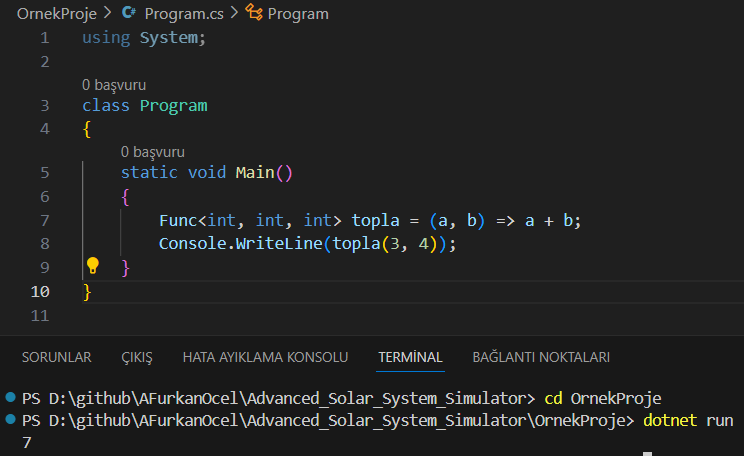 OrnekProje > Program.cs > Program
1 using System;
2
0 başvuru
3 class Program
4 {
0 başvuru
5 static void Main()
6 {
7 Func<int, int, int> topla = (a, b) => a + b;
8 Console.WriteLine(topla(3, 4));
9 }
10 }
11
SORUNLAR ÇIKIŞ HATA AYIKLAMA KONSOLU TERMİNAL BAĞLANTI NOKTALARI
PS D:\github\AFurkanOcel\Advanced_Solar_System_Simulator> cd OrnekProje
PS D:\github\AFurkanOcel\Advanced_Solar_System_Simulator\OrnekProje> dotnet run
7